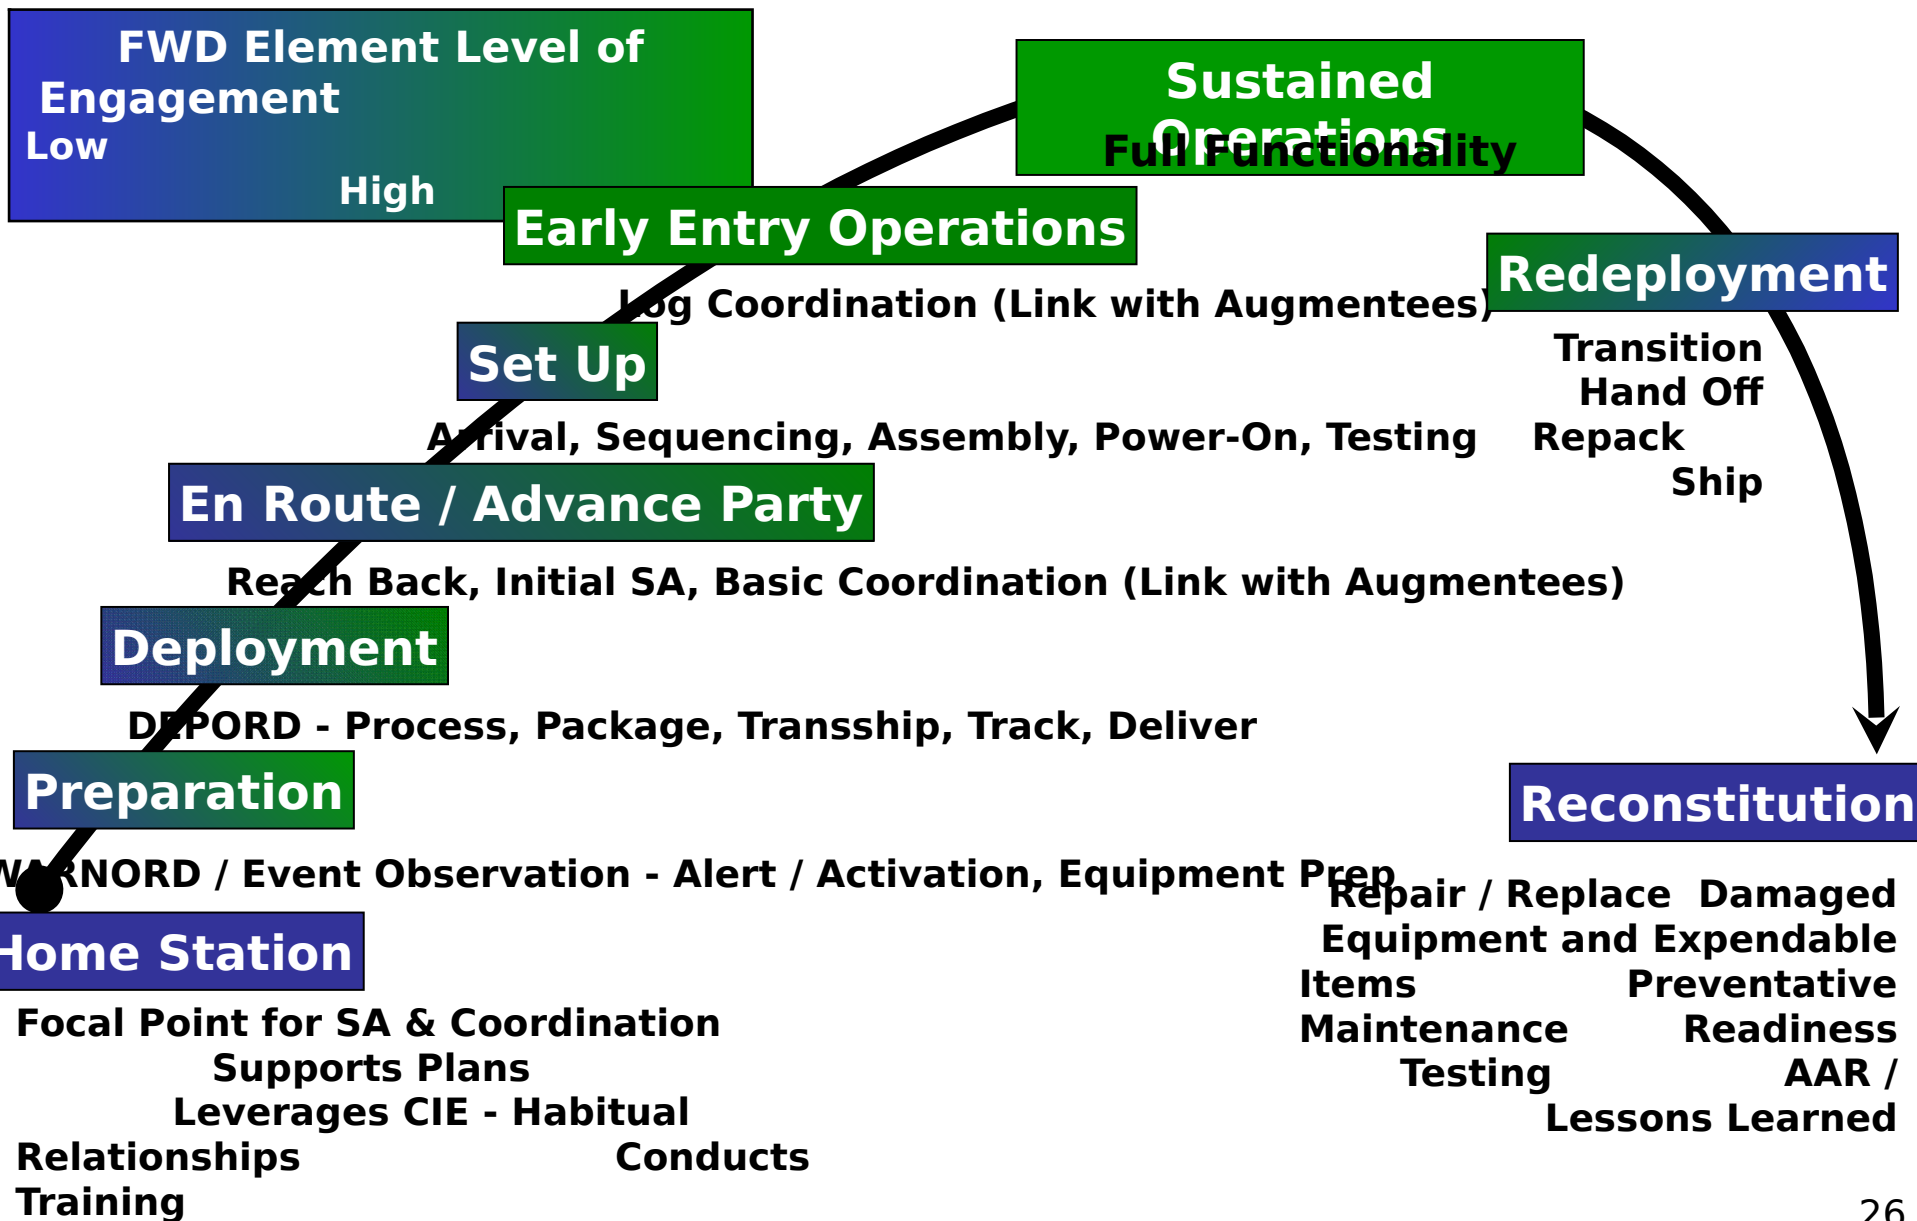 FWD Element Level of
Engagement
Low
High
Sustained
Operations
Full Functionality
Early Entry Operations
Log Coordination (Link with Augmentees)
Redeployment
Transition
Hand Off
Repack
Ship
Set Up
Arrival, Sequencing, Assembly, Power-On, Testing
En Route / Advance Party
Reach Back, Initial SA, Basic Coordination (Link with Augmentees)
Deployment
DEPORD - Process, Package, Transship, Track, Deliver
Preparation
WARNORD / Event Observation - Alert / Activation, Equipment Prep
Home Station
Focal Point for SA & Coordination
Supports Plans
Leverages CIE - Habitual
Relationships Conducts
Training
Reconstitution
Repair / Replace Damaged
Equipment and Expendable
Items Preventative
Maintenance Readiness
Testing AAR /
Lessons Learned
26